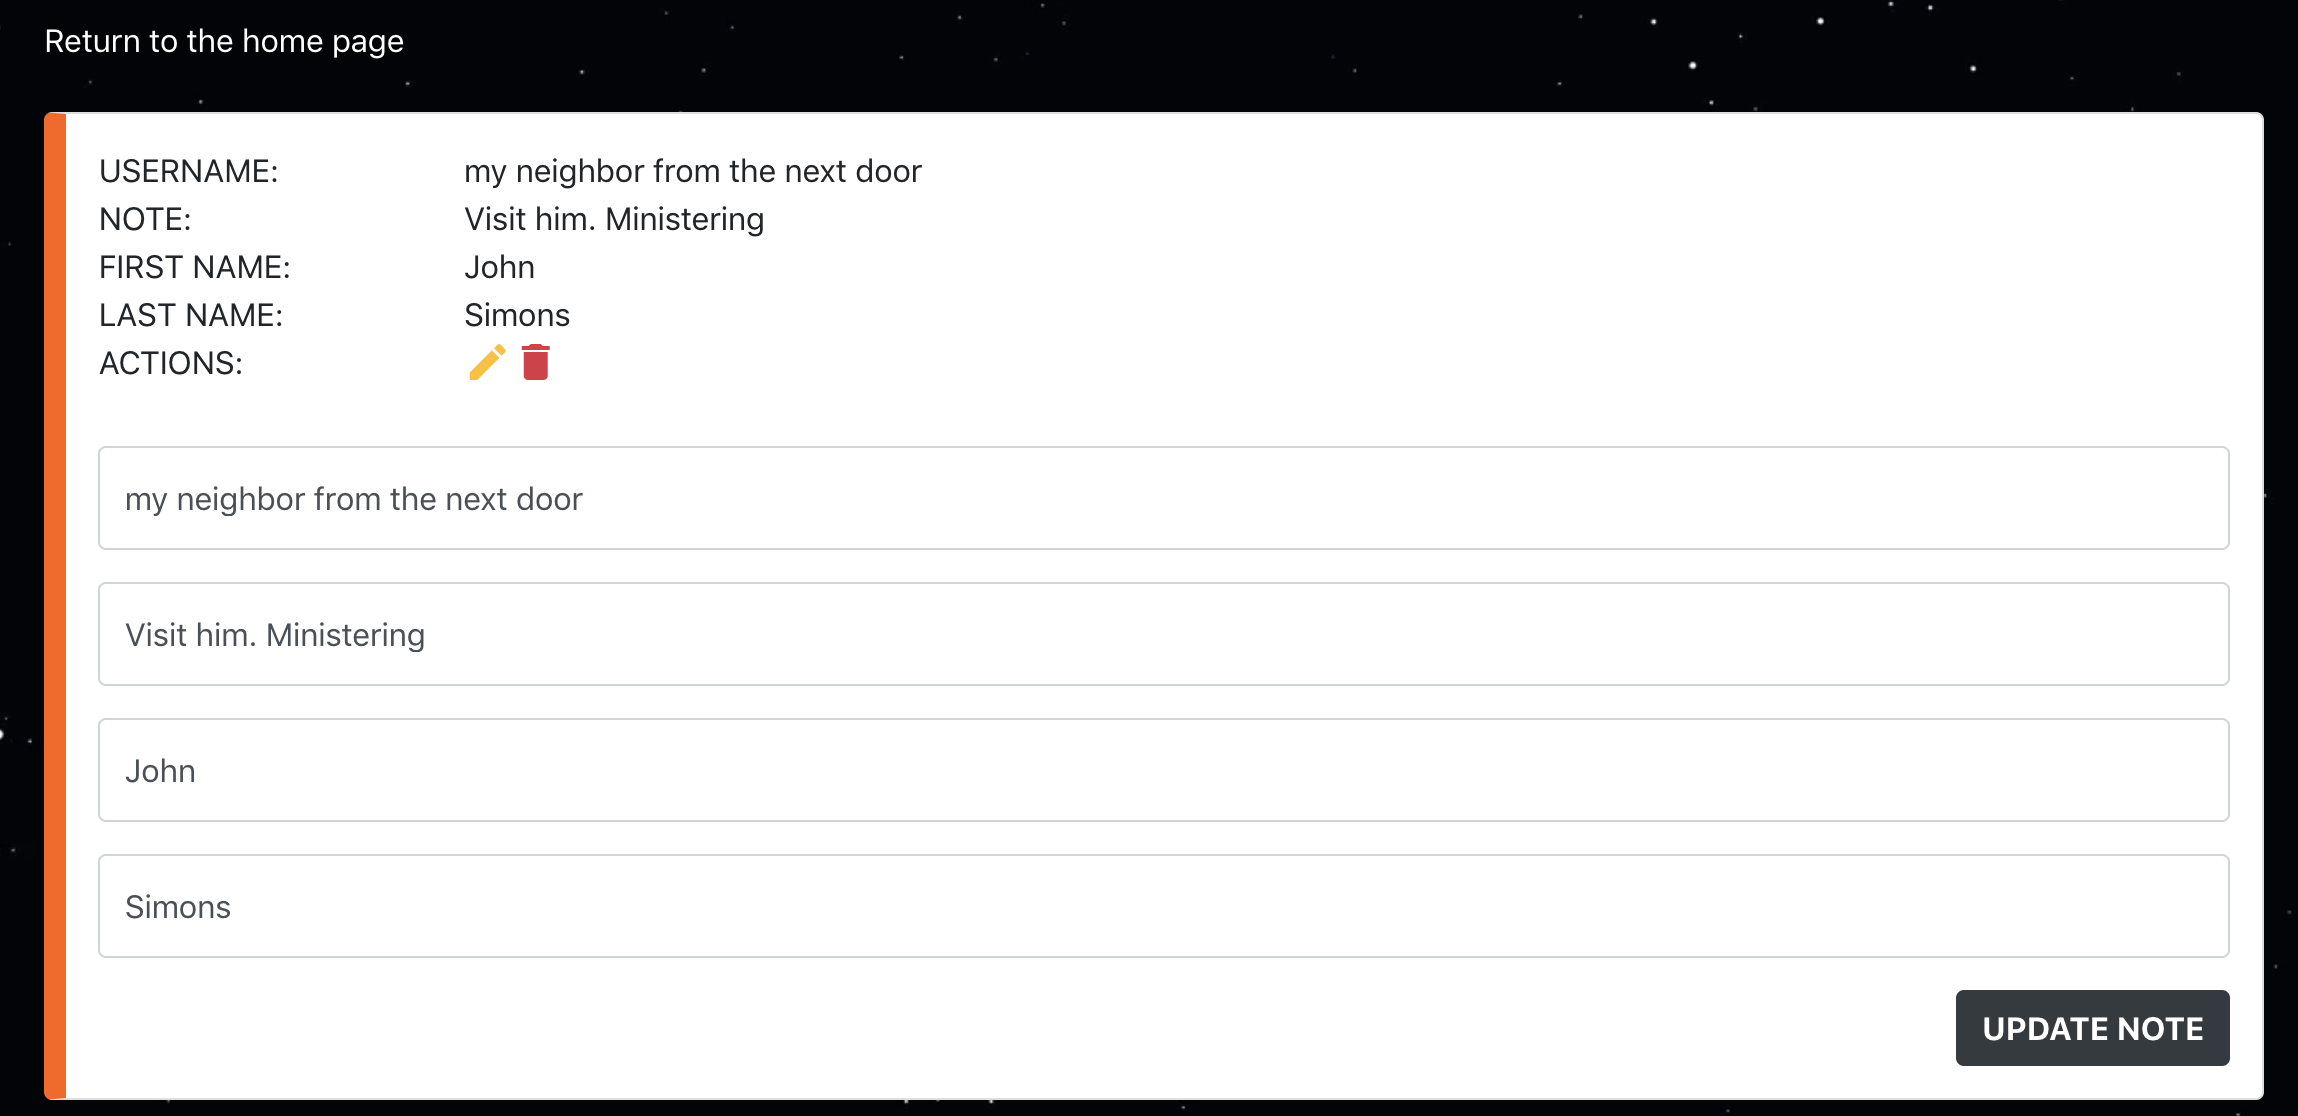 Return to the home page
USERNAME: my neighbor from the next door
NOTE: Visit him. Ministering
FIRST NAME: John
LAST NAME: Simons
ACTIONS:
my neighbor from the next door
Visit him. Ministering
John
Simons
UPDATE NOTE